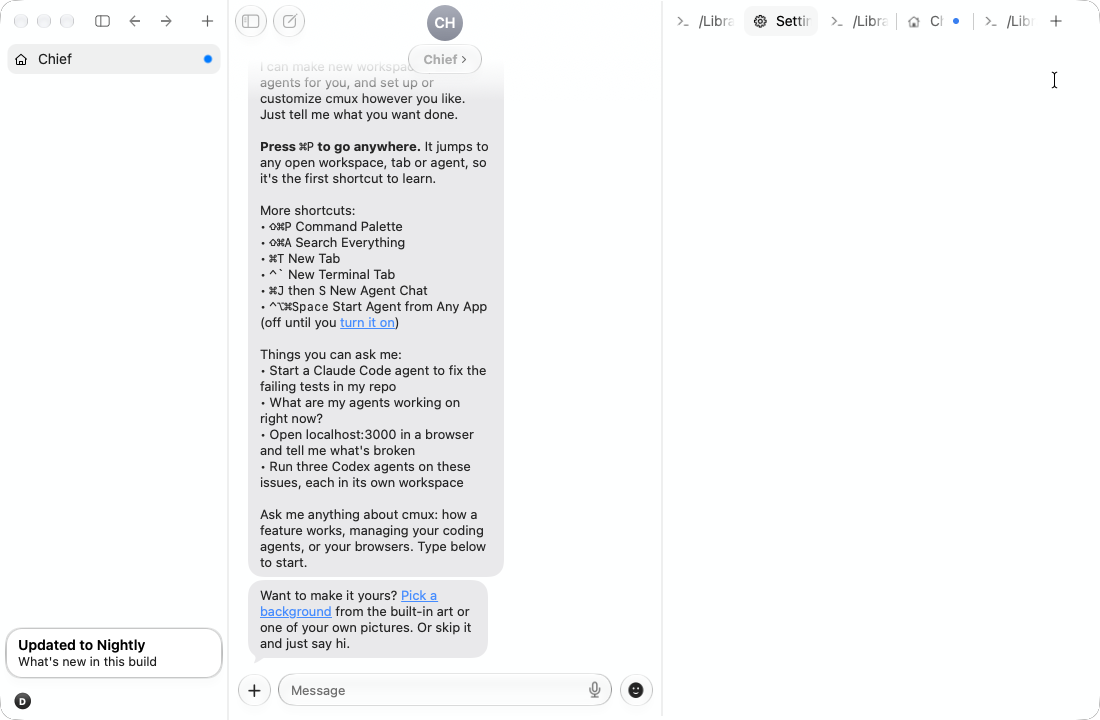 /Libra
Settin
/Libra
Ch
/Lib
Chief
CH
Chief ›
I can make new workspac
agents for you, and set up or
customize cmux however you like.
Just tell me what you want done.
Press ⌘P to go anywhere. It jumps to
any open workspace, tab or agent, so
it's the first shortcut to learn.
More shortcuts:
• ⇧⌘P Command Palette
• ⇧⌘A Search Everything
• ⌘T New Tab
• ^` New Terminal Tab
• ⌘J then S New Agent Chat
• ^⌥⌘Space Start Agent from Any App
(off until you turn it on)
Things you can ask me:
• Start a Claude Code agent to fix the
failing tests in my repo
• What are my agents working on
right now?
• Open localhost:3000 in a browser
and tell me what's broken
• Run three Codex agents on these
issues, each in its own workspace
Ask me anything about cmux: how a
feature works, managing your coding
agents, or your browsers. Type below
to start.
Want to make it yours? Pick a
background from the built-in art or
one of your own pictures. Or skip it
and just say hi.
Updated to Nightly
What's new in this build
D
Message